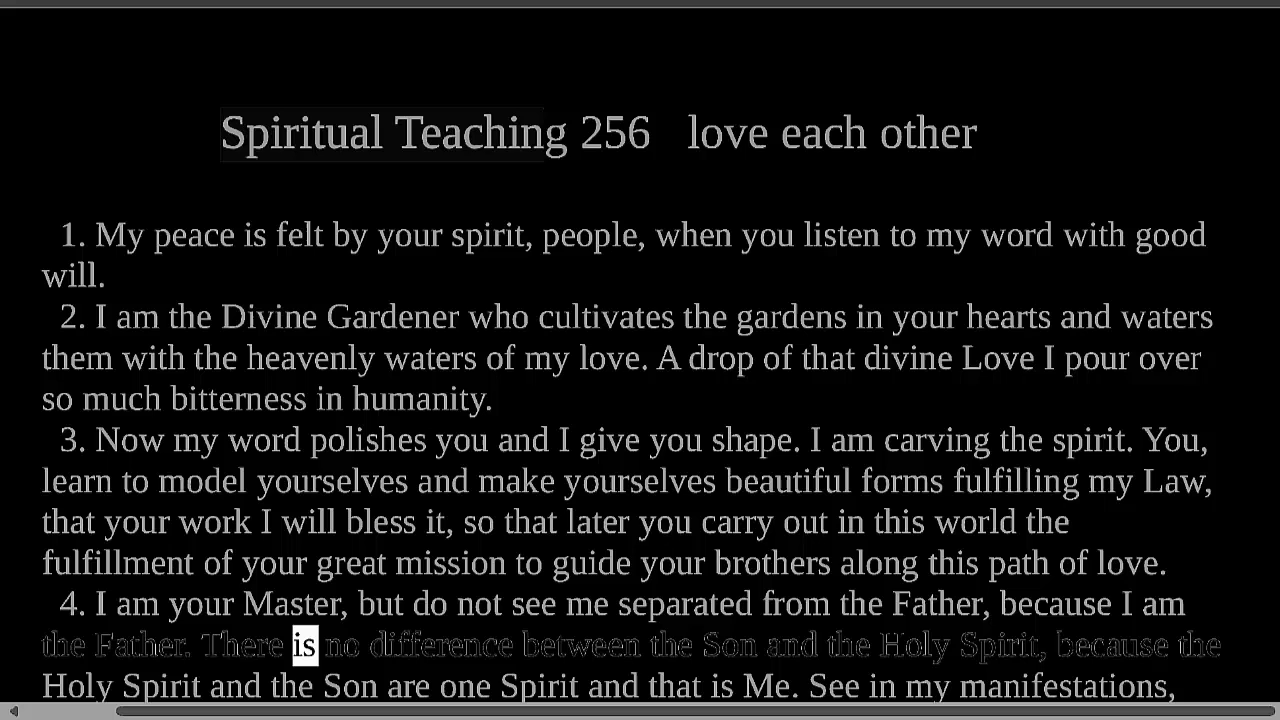 Spiritual Teaching 256 love each other
1. My peace is felt by your spirit, people, when you listen to my word with good
will.
2. I am the Divine Gardener who cultivates the gardens in your hearts and waters
them with the heavenly waters of my love. A drop of that divine Love I pour over
so much bitterness in humanity.
3. Now my word polishes you and I give you shape. I am carving the spirit. You,
learn to model yourselves and make yourselves beautiful forms fulfilling my Law,
that your work I will bless it, so that later you carry out in this world the
fulfillment of your great mission to guide your brothers along this path of love.
4. I am your Master, but do not see me separated from the Father, because I am
the Father. There is no difference between the Son and the Holy Spirit, because the
Holy Spirit and the Son are one Spirit and that is Me. See in my manifestations,